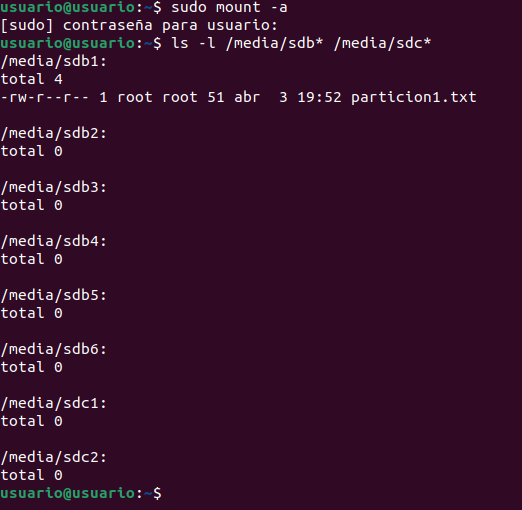 usuario@usuario:~$ sudo mount -a
[sudo] contraseña para usuario:
usuario@usuario:~$ ls -l /media/sdb* /media/sdc*
/media/sdb1:
total 4
-rw-r--r-- 1 root root 51 abr  3 19:52 particion1.txt
/media/sdb2:
total 0
/media/sdb3:
total 0
/media/sdb4:
total 0
/media/sdb5:
total 0
/media/sdb6:
total 0
/media/sdc1:
total 0
/media/sdc2:
total 0
usuario@usuario:~$